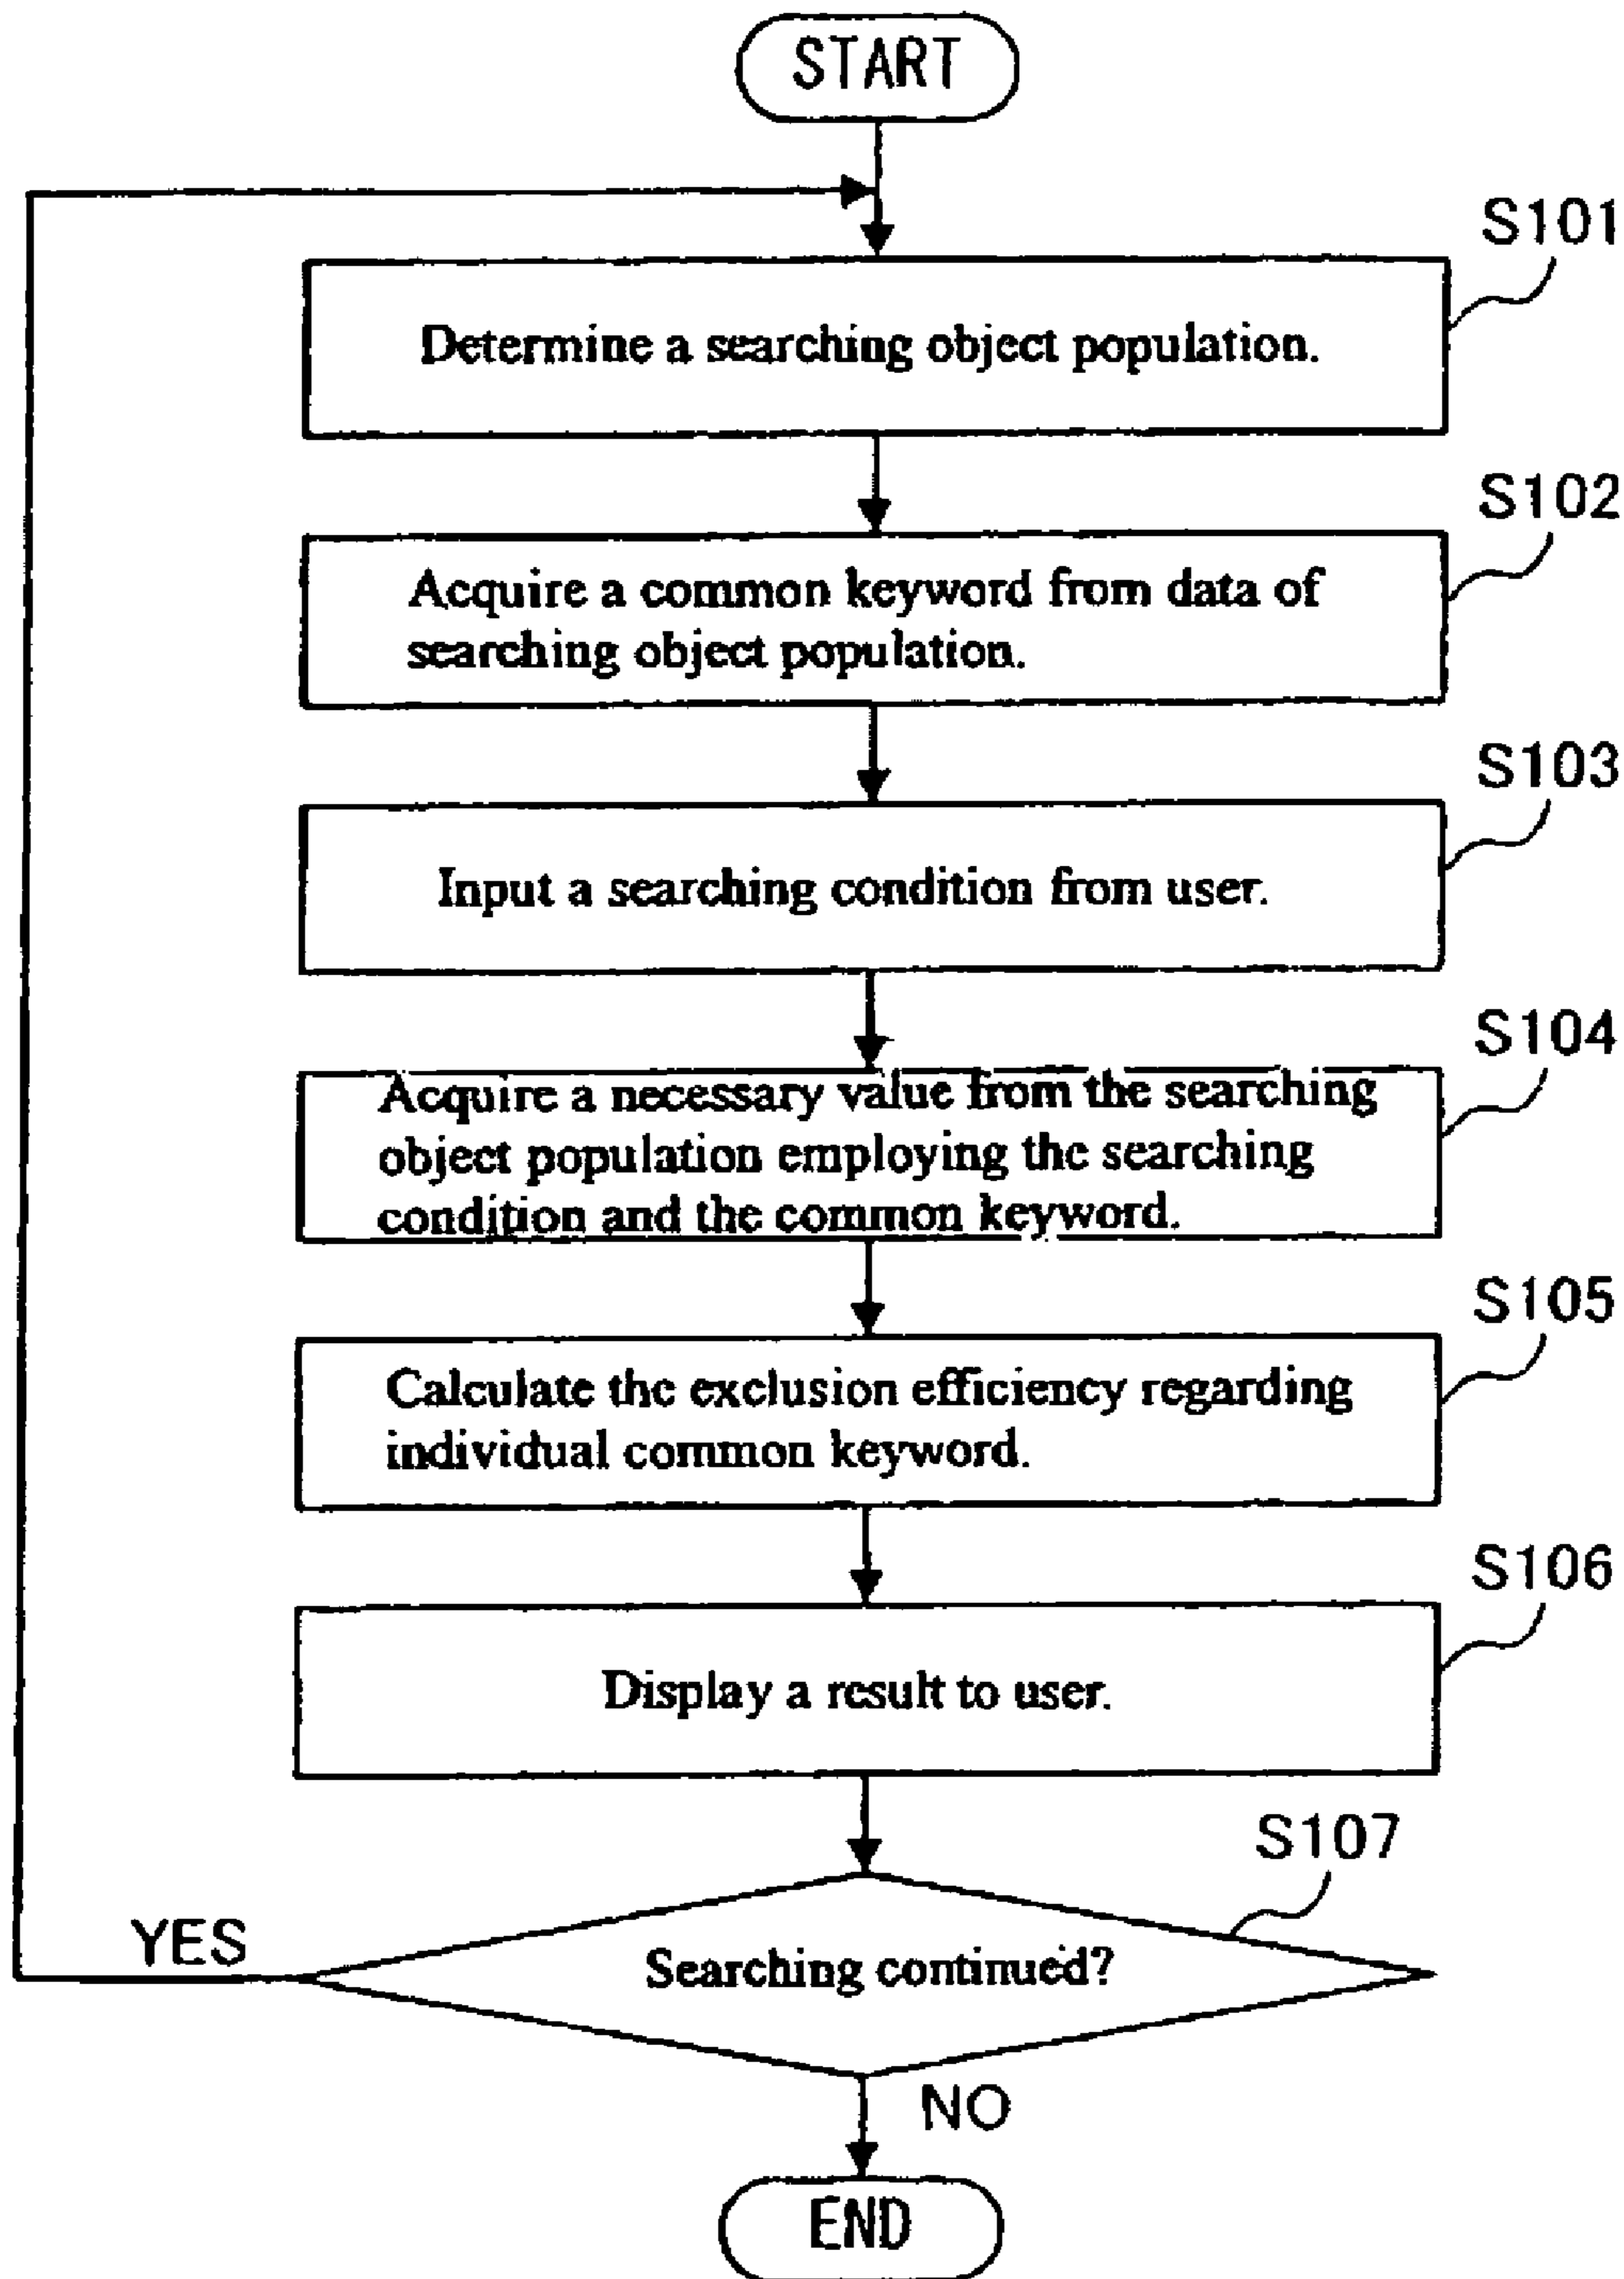 START
S101
Determine a searching object population.
S102
Acquire a common keyword from data of
searching object population.
S103
Input a searching condition from user.
S104
Acquire a necessary value from the searching
object population employing the searching
condition and the common keyword.
S105
Calculate the exclusion efficiency regarding
individual common keyword.
S106
Display a result to user.
S107
YES
Searching continued?
NO
END